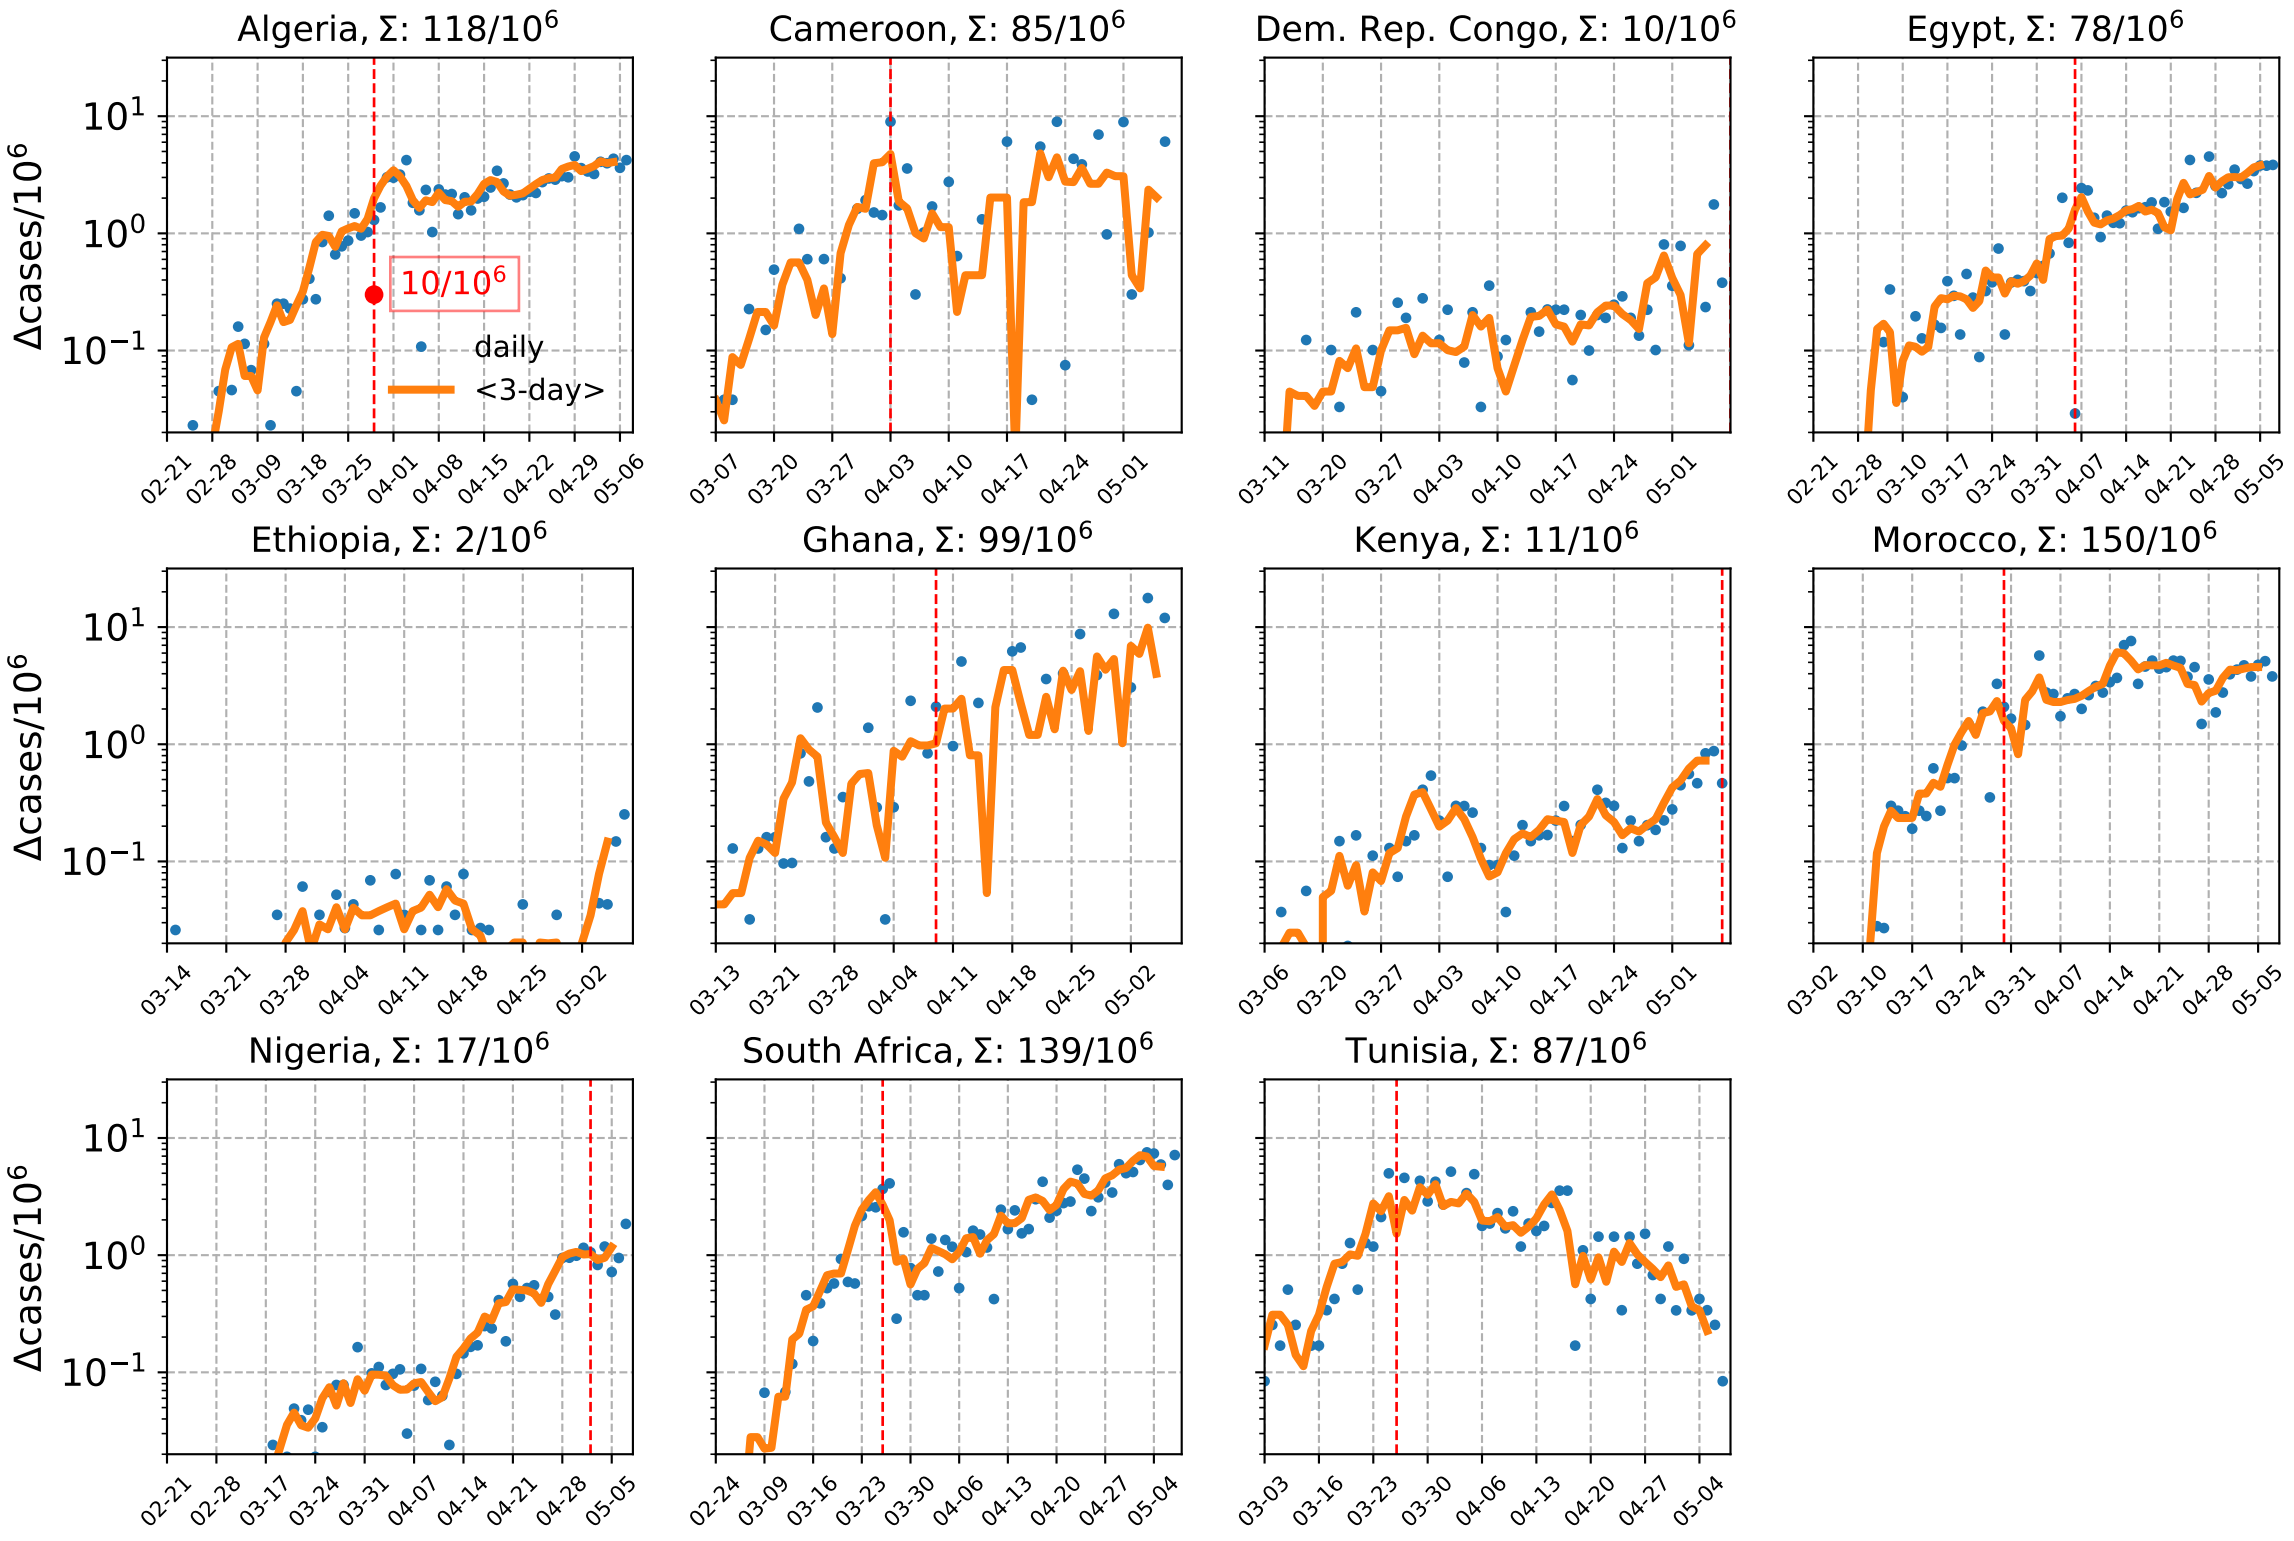 Algeria, Σ: 118/10⁶
Cameroon, Σ: 85/10⁶
Dem. Rep. Congo, Σ: 10/10⁶
Egypt, Σ: 78/10⁶
Δcases/10⁶
10¹
10⁰
10⁻¹
10/10⁶
daily
<3-day>
02-21 02-28 03-09 03-18 03-25 04-01 04-08 04-15 04-22 04-29 05-06
03-07 03-20 03-27 04-03 04-10 04-17 04-24 05-01
03-11 03-20 03-27 04-03 04-10 04-17 04-24 05-01
02-21 02-28 03-10 03-17 03-24 03-31 04-07 04-14 04-21 04-28 05-05
Ethiopia, Σ: 2/10⁶
Ghana, Σ: 99/10⁶
Kenya, Σ: 11/10⁶
Morocco, Σ: 150/10⁶
Δcases/10⁶
10¹
10⁰
10⁻¹
03-14 03-21 03-28 04-04 04-11 04-18 04-25 05-02
03-13 03-21 03-28 04-04 04-11 04-18 04-25 05-02
03-06 03-20 03-27 04-03 04-10 04-17 04-24 05-01
03-02 03-10 03-17 03-24 03-31 04-07 04-14 04-21 04-28 05-05
Nigeria, Σ: 17/10⁶
South Africa, Σ: 139/10⁶
Tunisia, Σ: 87/10⁶
Δcases/10⁶
10¹
10⁰
10⁻¹
02-21 02-28 03-17 03-24 03-31 04-07 04-14 04-21 04-28 05-05
02-24 03-09 03-16 03-23 03-30 04-06 04-13 04-20 04-27 05-04
03-03 03-16 03-23 03-30 04-06 04-13 04-20 04-27 05-04